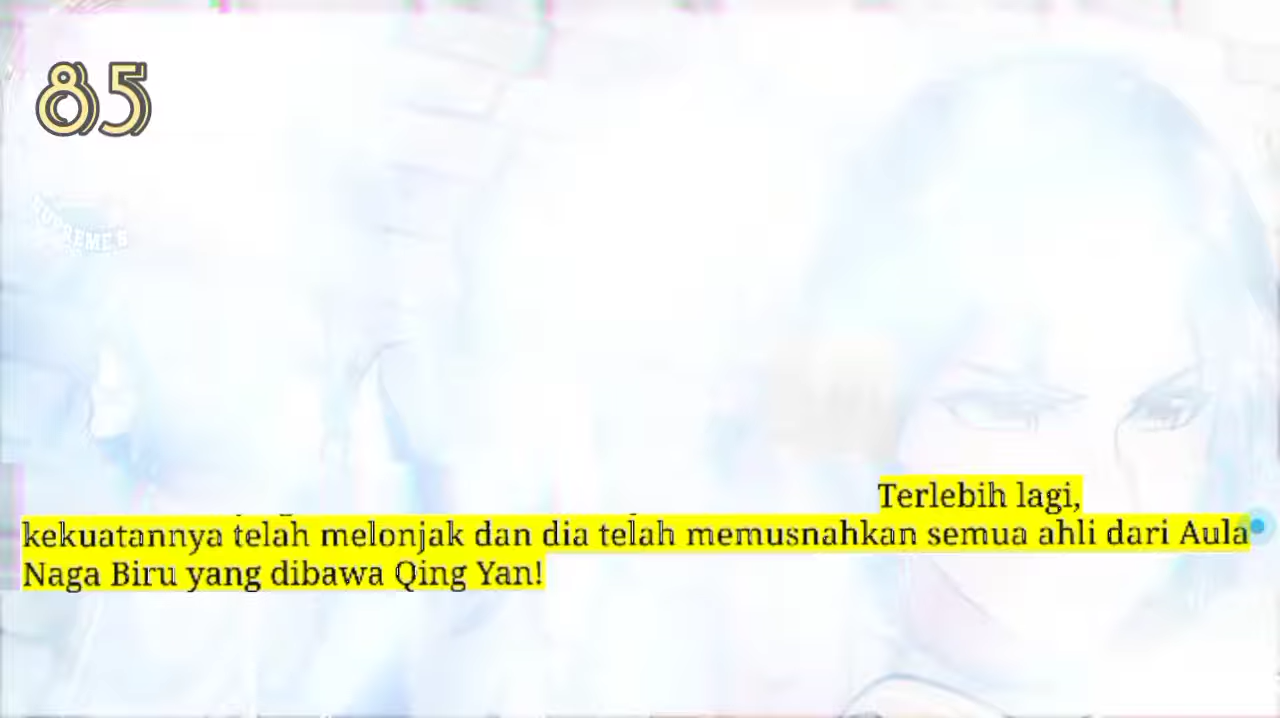 85
SUPREME
Terlebih lagi,
kekuatannya telah melonjak dan dia telah memusnahkan semua ahli dari Aula
Naga Biru yang dibawa Qing Yan!